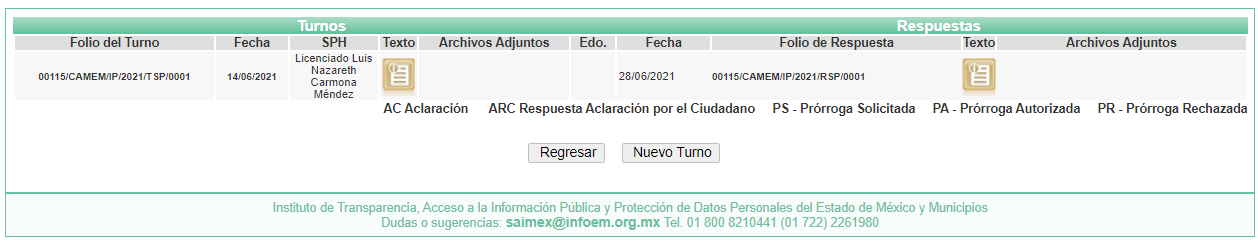 Turnos Respuestas
Folio del Turno Fecha SPH Texto Archivos Adjuntos Edo. Fecha Folio de Respuesta Texto Archivos Adjuntos
00115/CAMEM/IP/2021/TSP/0001 14/06/2021 Licenciado Luis
Nazareth
Carmona
Méndez 28/06/2021 00115/CAMEM/IP/2021/RSP/0001
AC Aclaración ARC Respuesta Aclaración por el Ciudadano PS - Prórroga Solicitada PA - Prórroga Autorizada PR - Prórroga Rechazada
Regresar Nuevo Turno
Instituto de Transparencia, Acceso a la Información Pública y Protección de Datos Personales del Estado de México y Municipios
Dudas o sugerencias: saimex@infoem.org.mx Tel. 01 800 8210441 (01 722) 2261980